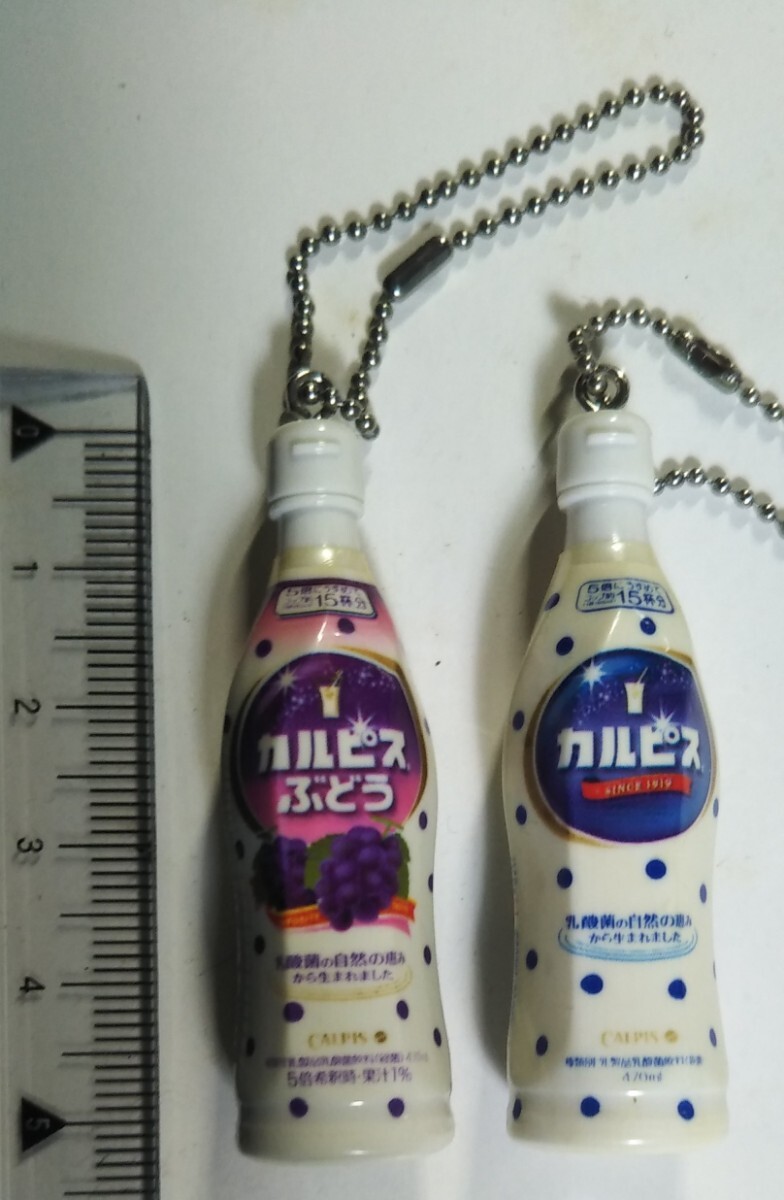 0
1
2
3
4
5
5倍にうすめて
15杯分
カルピス
ぶどう
乳酸菌の自然の恵み
から生まれました
CALPIS
5倍希釈時・果汁1%
5倍にうすめて
15杯分
カルピス
SINCE 1919
乳酸菌の自然の恵み
から生まれました
CALPIS
470ml